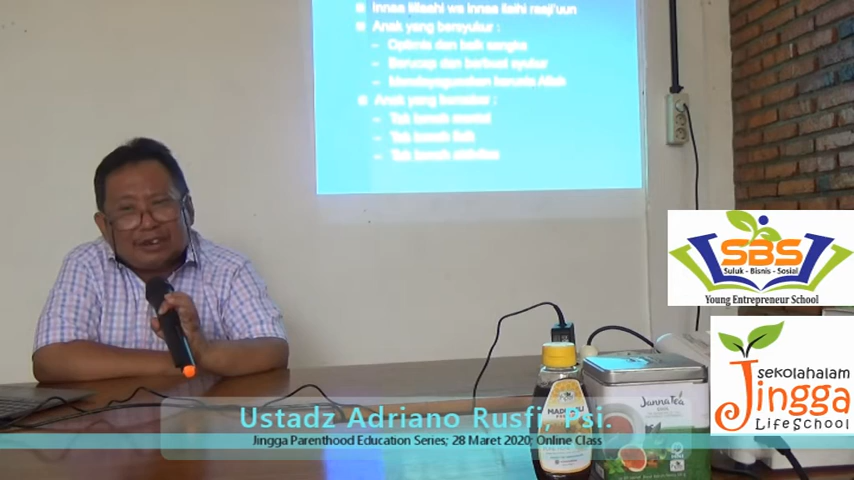 Innaa lillaahi wa innaa ilaihi raaji'uun
Anak yang bersyukur :
– Optimis dan baik sangka
– Berucap dan berbuat syukur
– Mendayagunakan karunia Allah
Anak yang bersabar :
– Tak lemah mental
– Tak lemah fisik
– Tak lemah aktivitas
SBS
Suluk - Bisnis - Sosial
Young Entrepreneur School
sekolahalam
Jingga
LifeSchool
JannaTea
MADU
Ustadz Adriano Rusfi, Psi.
Jingga Parenthood Education Series; 28 Maret 2020; Online Class